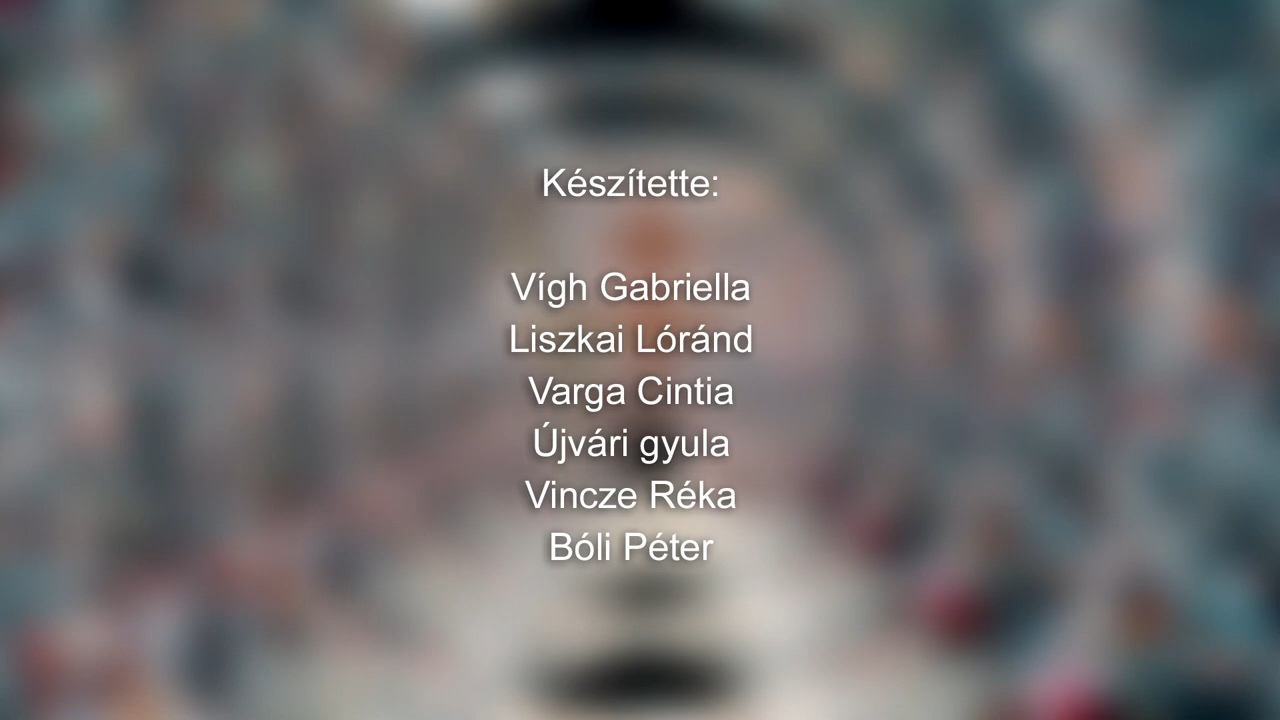 Készítette:
Vígh Gabriella
Liszkai Lóránd
Varga Cintia
Újvári gyula
Vincze Réka
Bóli Péter